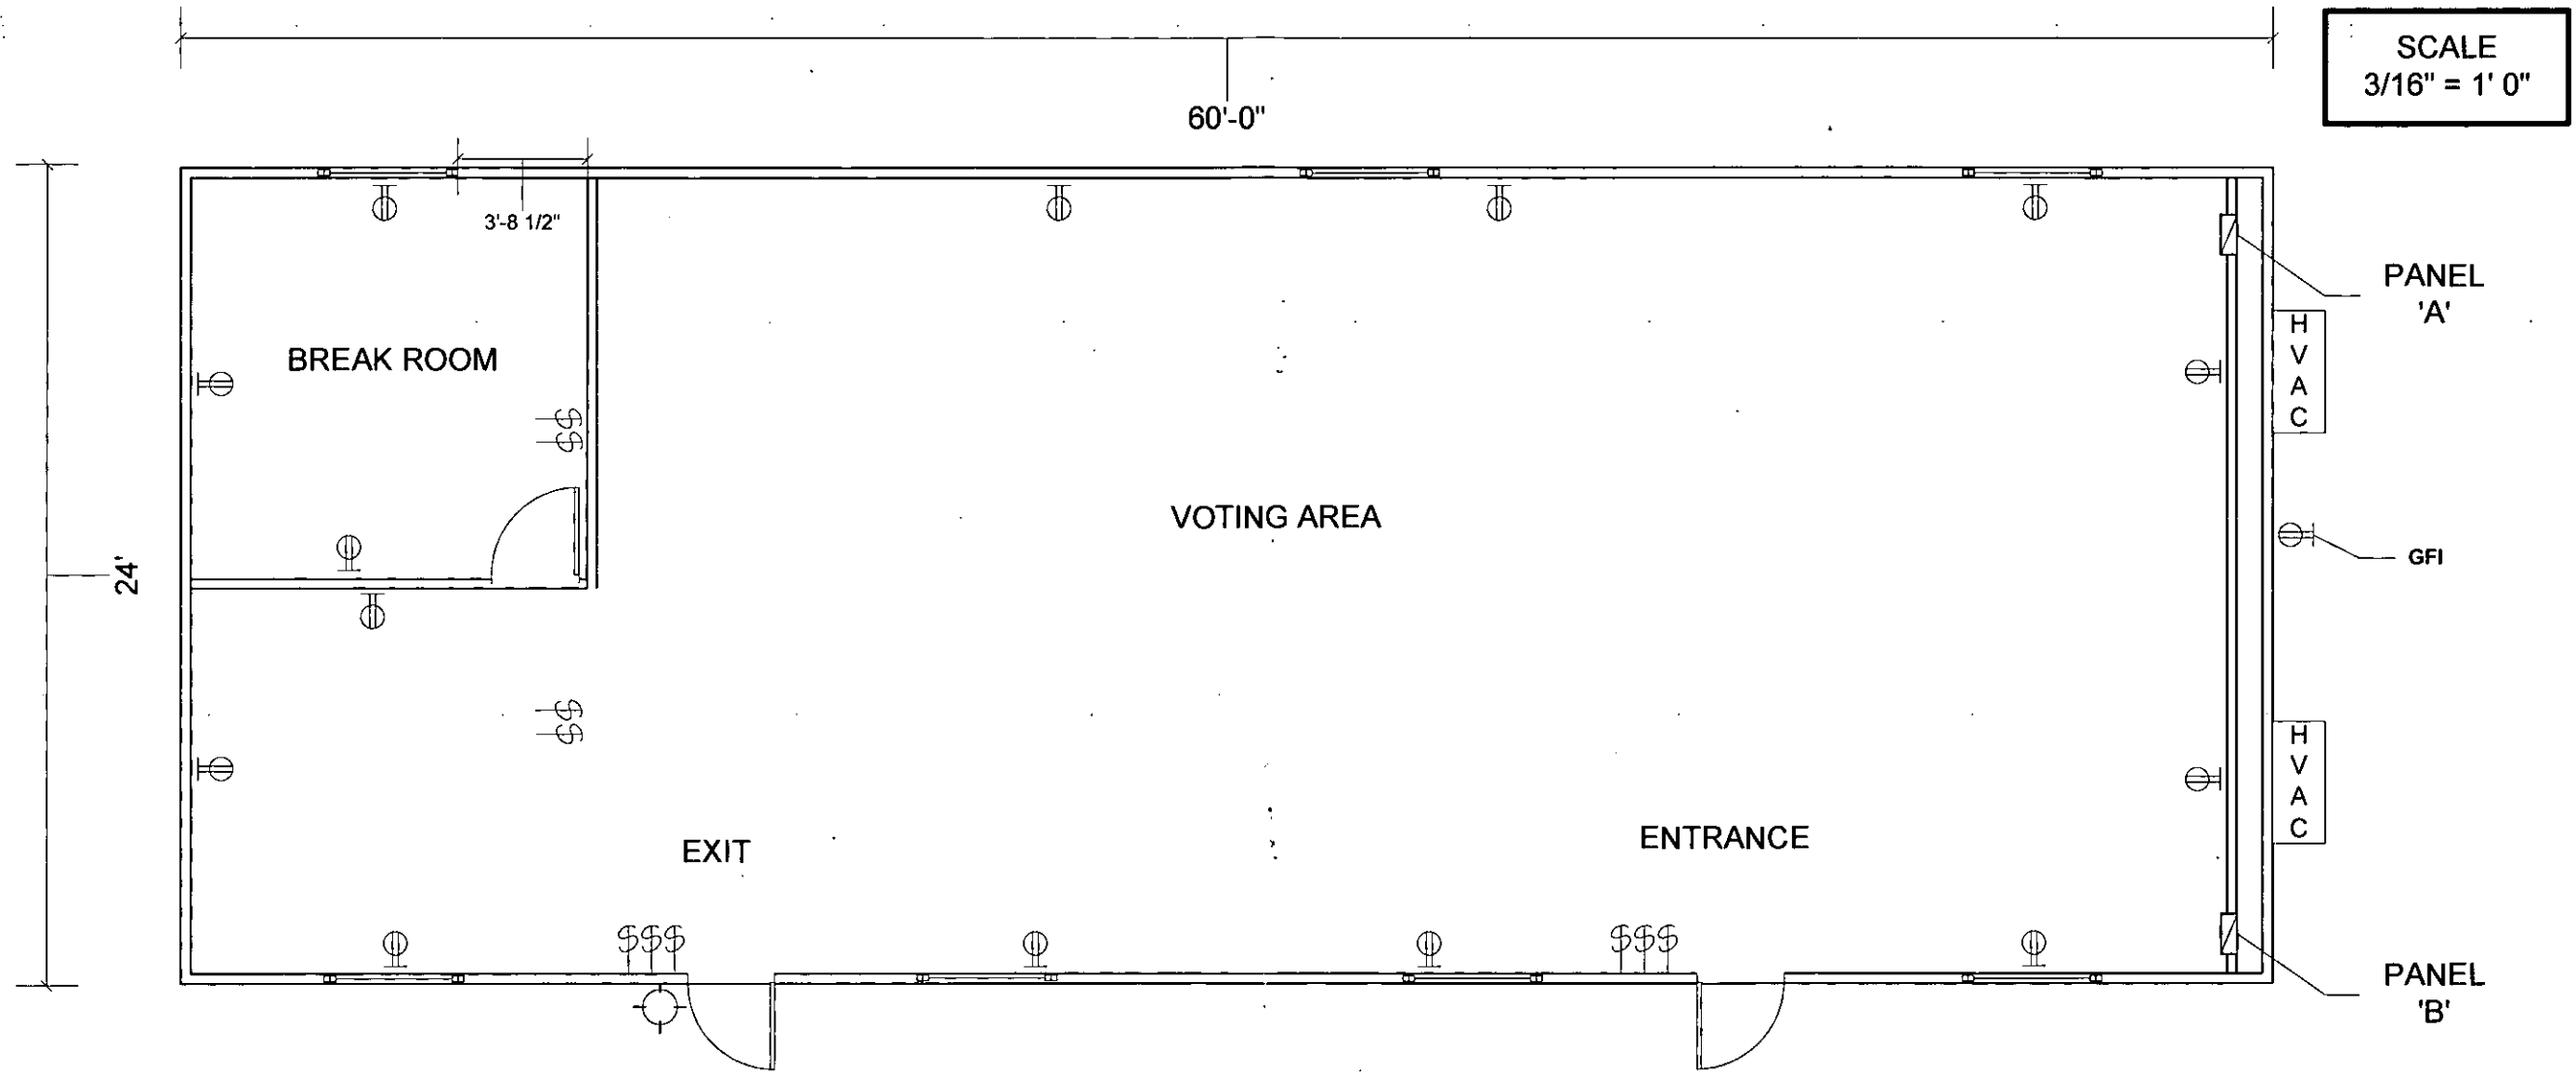 SCALE
3/16" = 1' 0"
60'-0"
3'-8 1/2"
PANEL
'A'
H
V
A
C
BREAK ROOM
$$
VOTING AREA
GFI
24'
$$
H
V
A
C
EXIT
ENTRANCE
$$$
$$$
PANEL
'B'